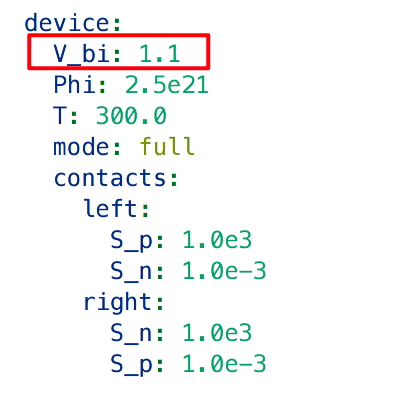 device:
V_bi: 1.1
Phi: 2.5e21
T: 300.0
mode: full
contacts:
left:
S_p: 1.0e3
S_n: 1.0e-3
right:
S_n: 1.0e3
S_p: 1.0e-3